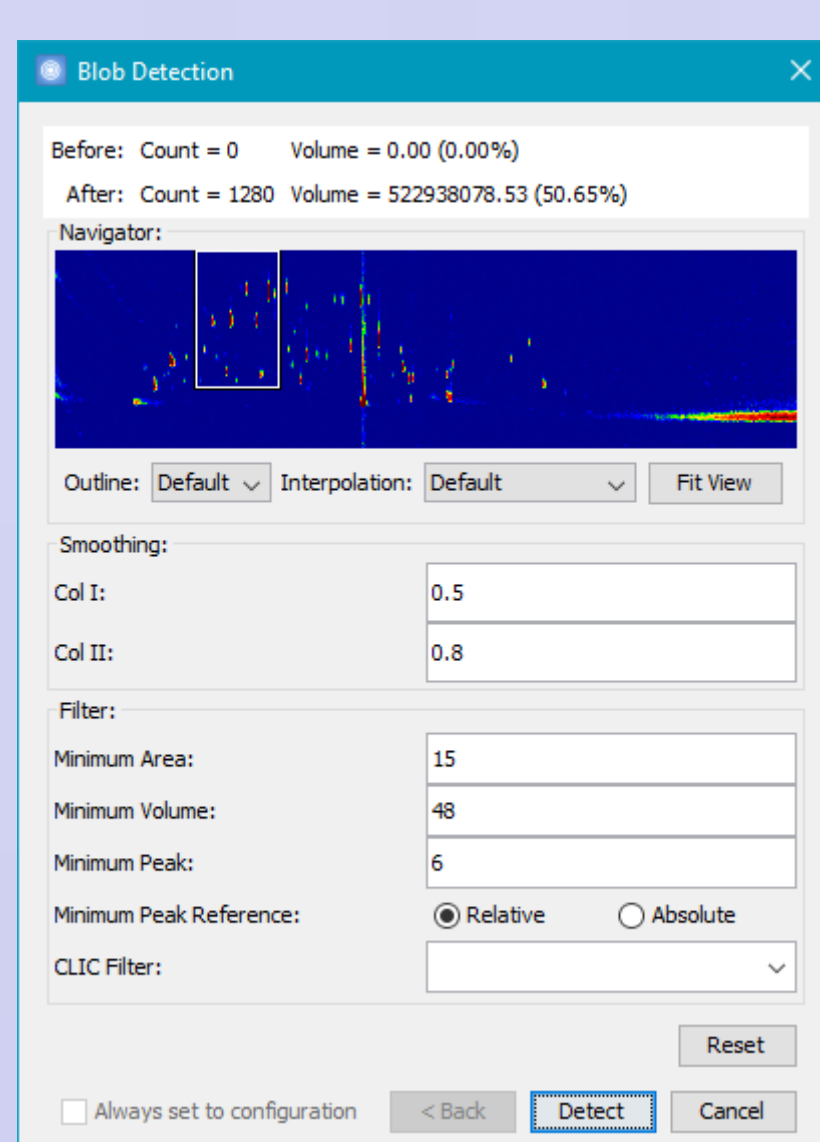 Blob Detection
Before: Count = 0 Volume = 0.00 (0.00%)
After: Count = 1280 Volume = 522938078.53 (50.65%)
Navigator:
Outline: Default Interpolation: Default Fit View
Smoothing:
Col I: 0.5
Col II: 0.8
Filter:
Minimum Area: 15
Minimum Volume: 48
Minimum Peak: 6
Minimum Peak Reference: Relative Absolute
CLIC Filter:
Reset
Always set to configuration < Back Detect Cancel